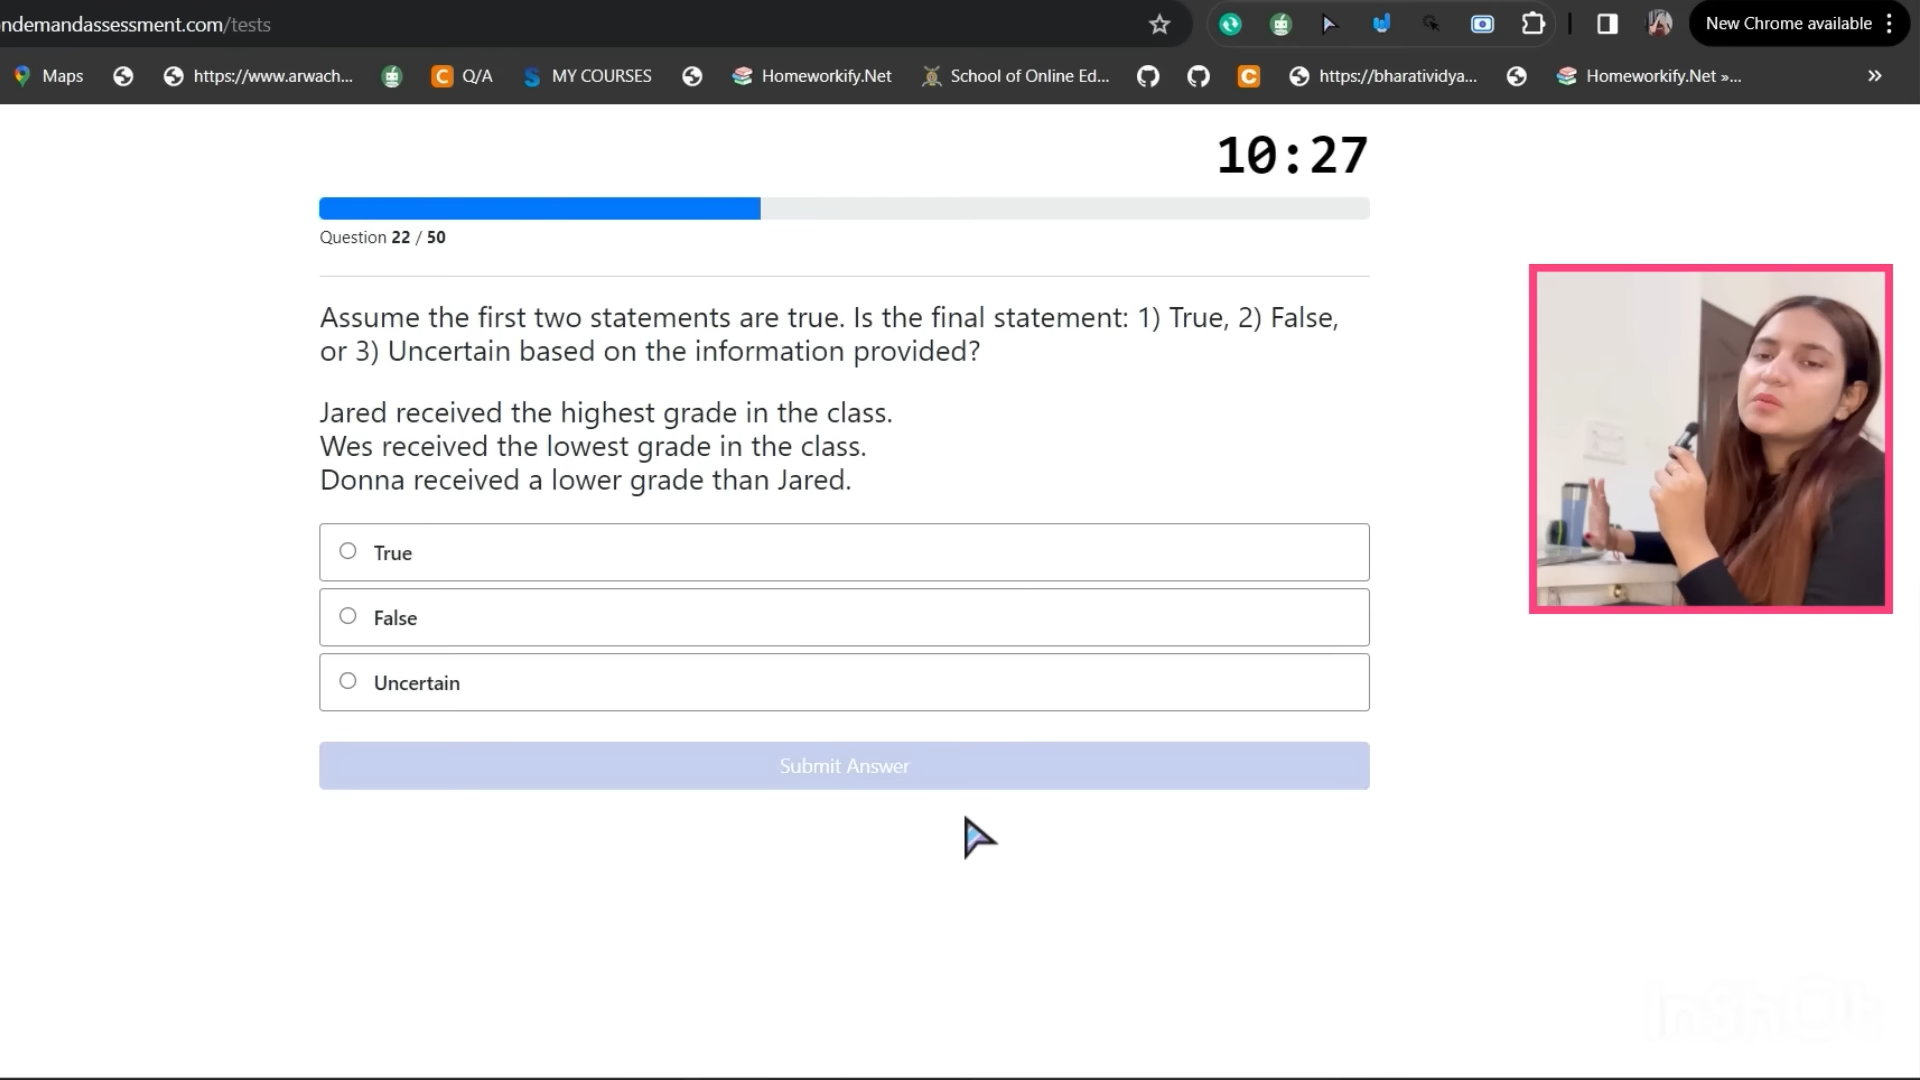 ndemandassessment.com/tests
New Chrome available
Maps
https://www.arwach...
Q/A
MY COURSES
Homeworkify.Net
School of Online Ed...
https://bharatividya...
Homeworkify.Net »...
»
10:27
Question 22 / 50
Assume the first two statements are true. Is the final statement: 1) True, 2) False,
or 3) Uncertain based on the information provided?
Jared received the highest grade in the class.
Wes received the lowest grade in the class.
Donna received a lower grade than Jared.
True
False
Uncertain
Submit Answer